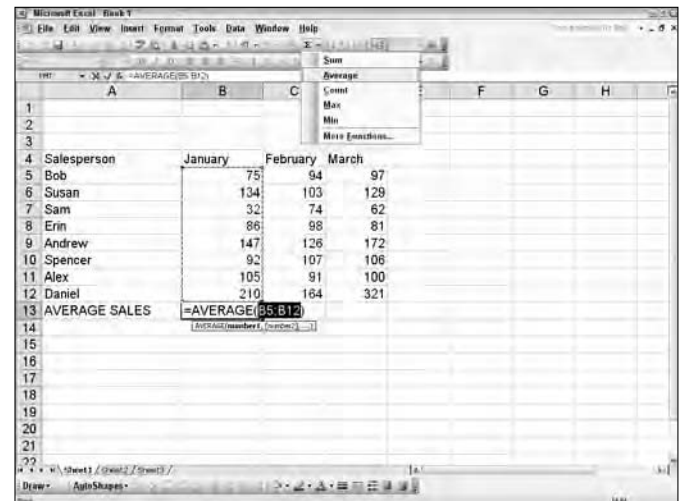 Microsoft Excel - Book 1
File Edit View Insert Format Tools Data Window Help
=AVERAGE(B5:B12)
Sum
Average
Count
Max
Min
More Functions...
A B C F G H
1
2
3
4 Salesperson January February March
5 Bob 75 94 97
6 Susan 134 103 129
7 Sam 32 74 62
8 Erin 86 98 81
9 Andrew 147 126 172
10 Spencer 92 107 106
11 Alex 105 91 100
12 Daniel 210 164 321
13 AVERAGE SALES =AVERAGE(B5:B12)
AVERAGE(number1, [number2], ...)
14
15
16
17
18
19
20
21
22
Sheet1 / Sheet2 / Sheet3 /
Draw AutoShapes